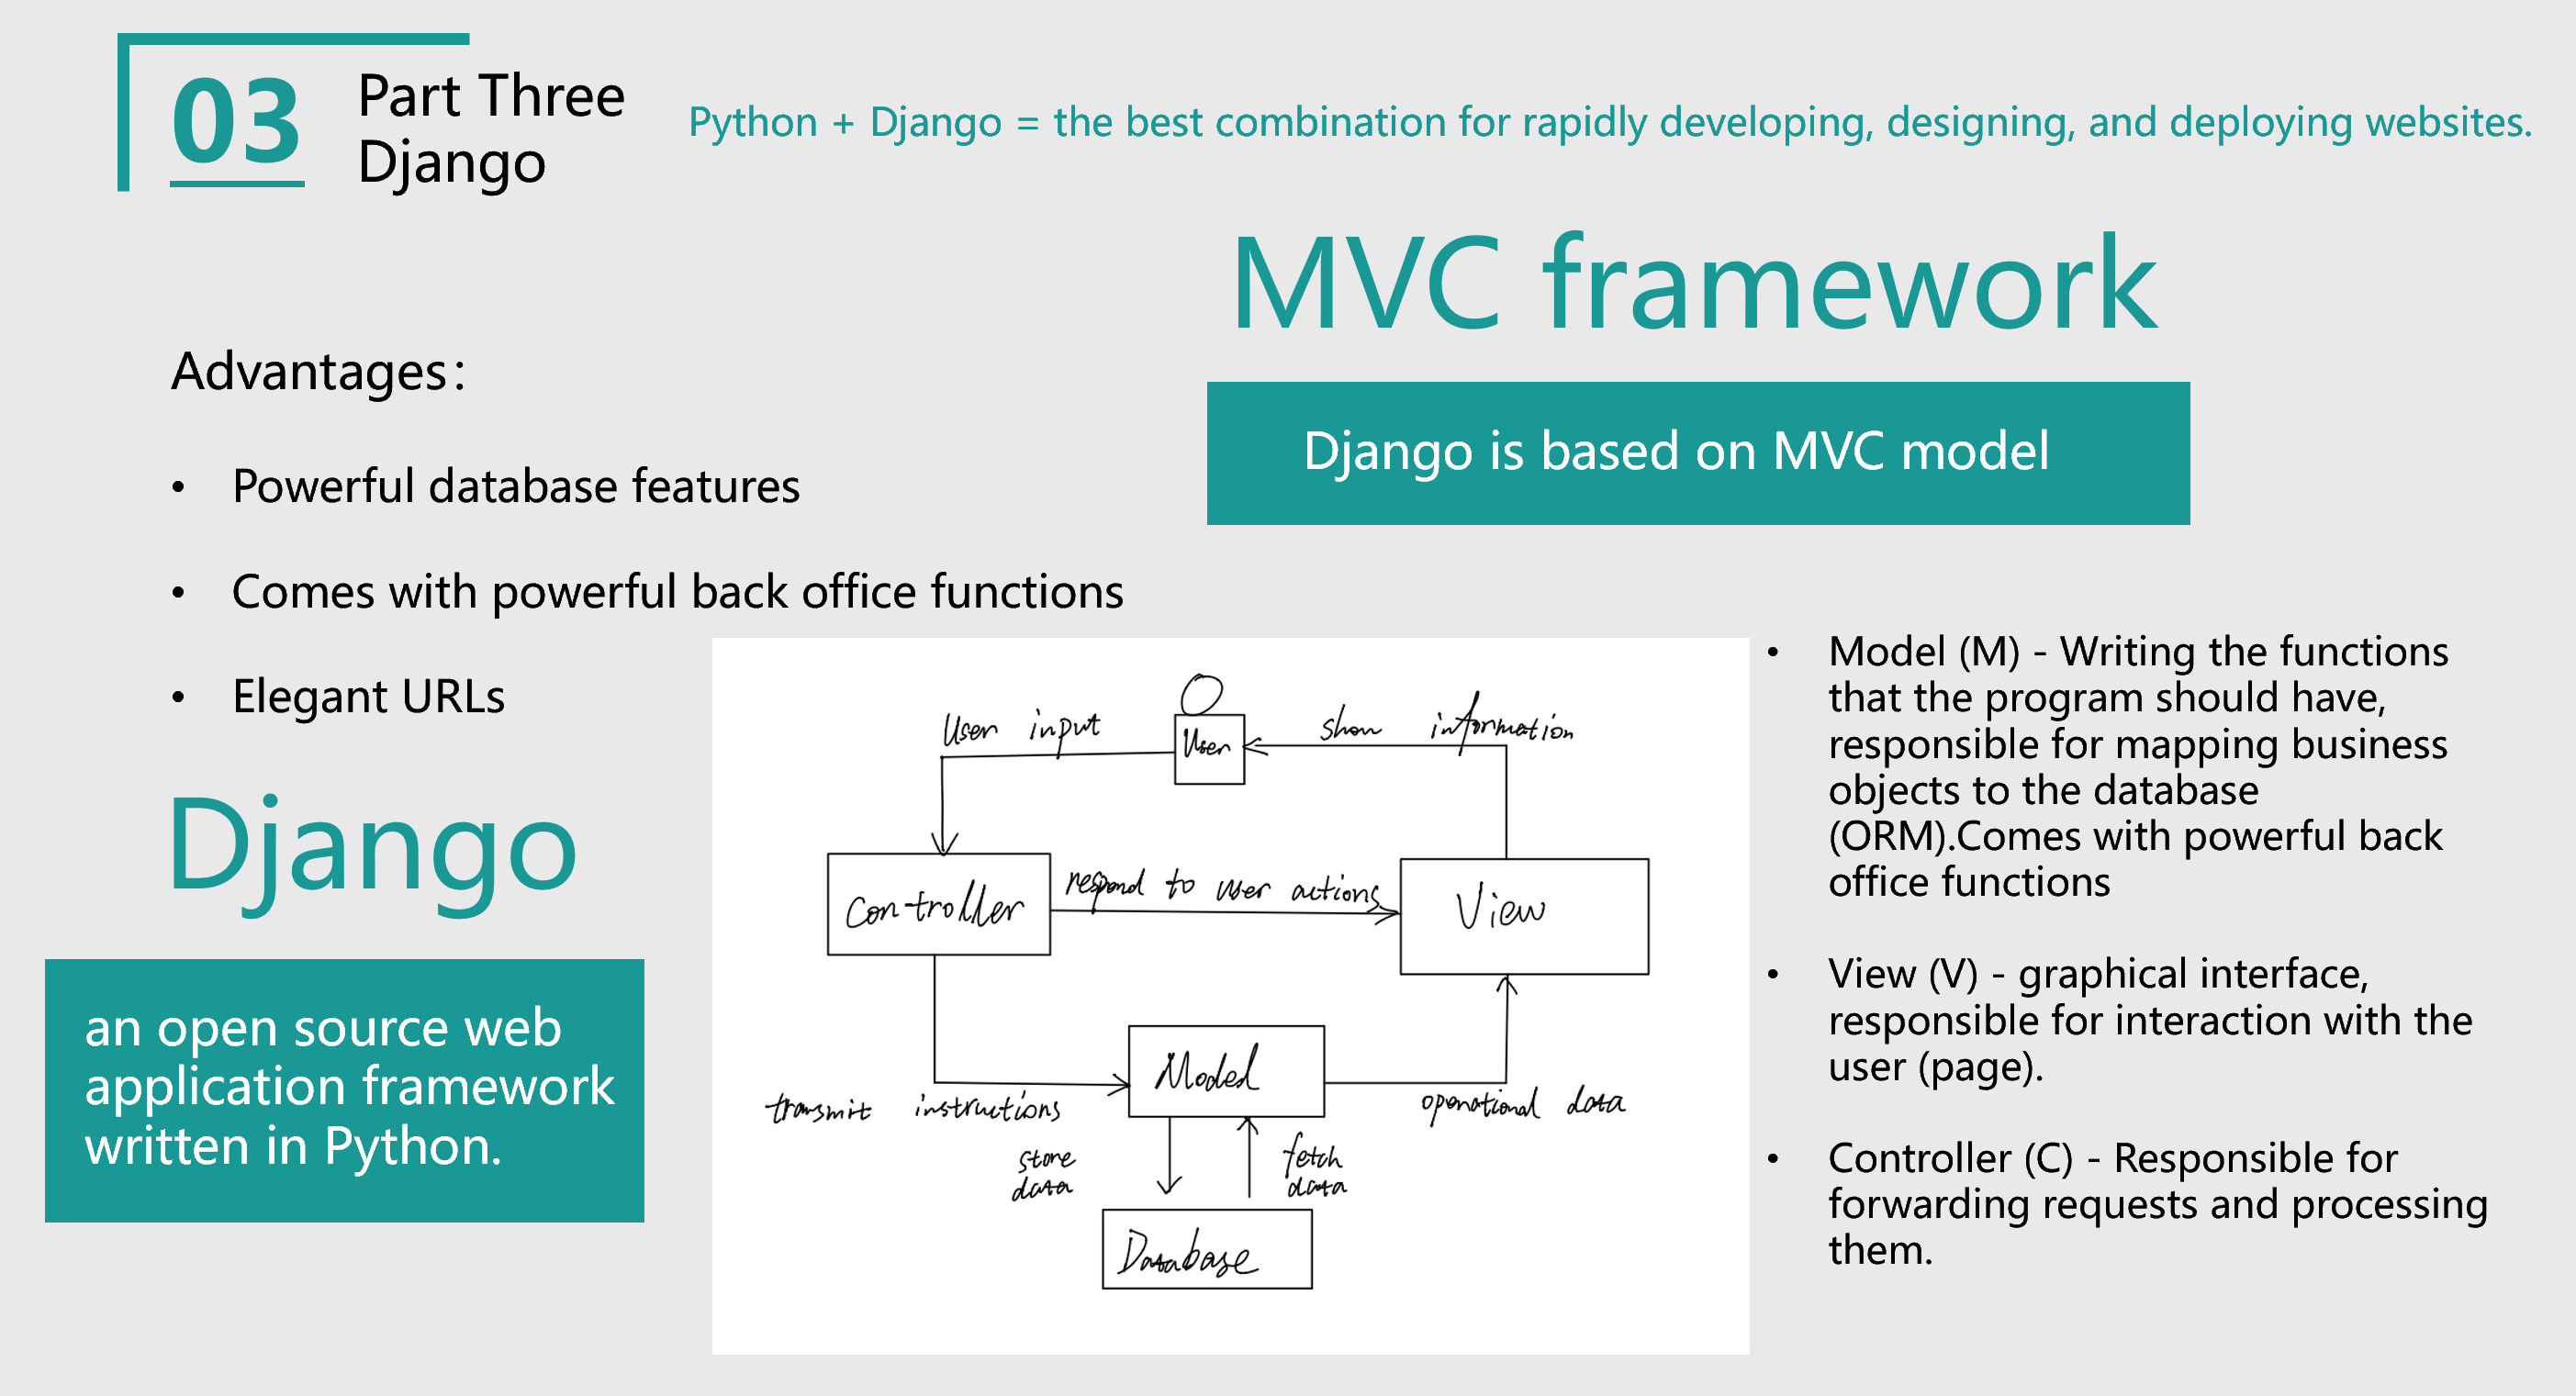 03
Part Three
Django
Python + Django = the best combination for rapidly developing, designing, and deploying websites.
MVC framework
Django is based on MVC model
Advantages：
• Powerful database features
• Comes with powerful back office functions
• Elegant URLs
Django
an open source web
application framework
written in Python.
User input
User
show information
Controller
respond to user actions
View
transmit instructions
Model
operational data
store
data
fetch
data
Database
• Model (M) - Writing the functions
that the program should have,
responsible for mapping business
objects to the database
(ORM).Comes with powerful back
office functions
• View (V) - graphical interface,
responsible for interaction with the
user (page).
• Controller (C) - Responsible for
forwarding requests and processing
them.